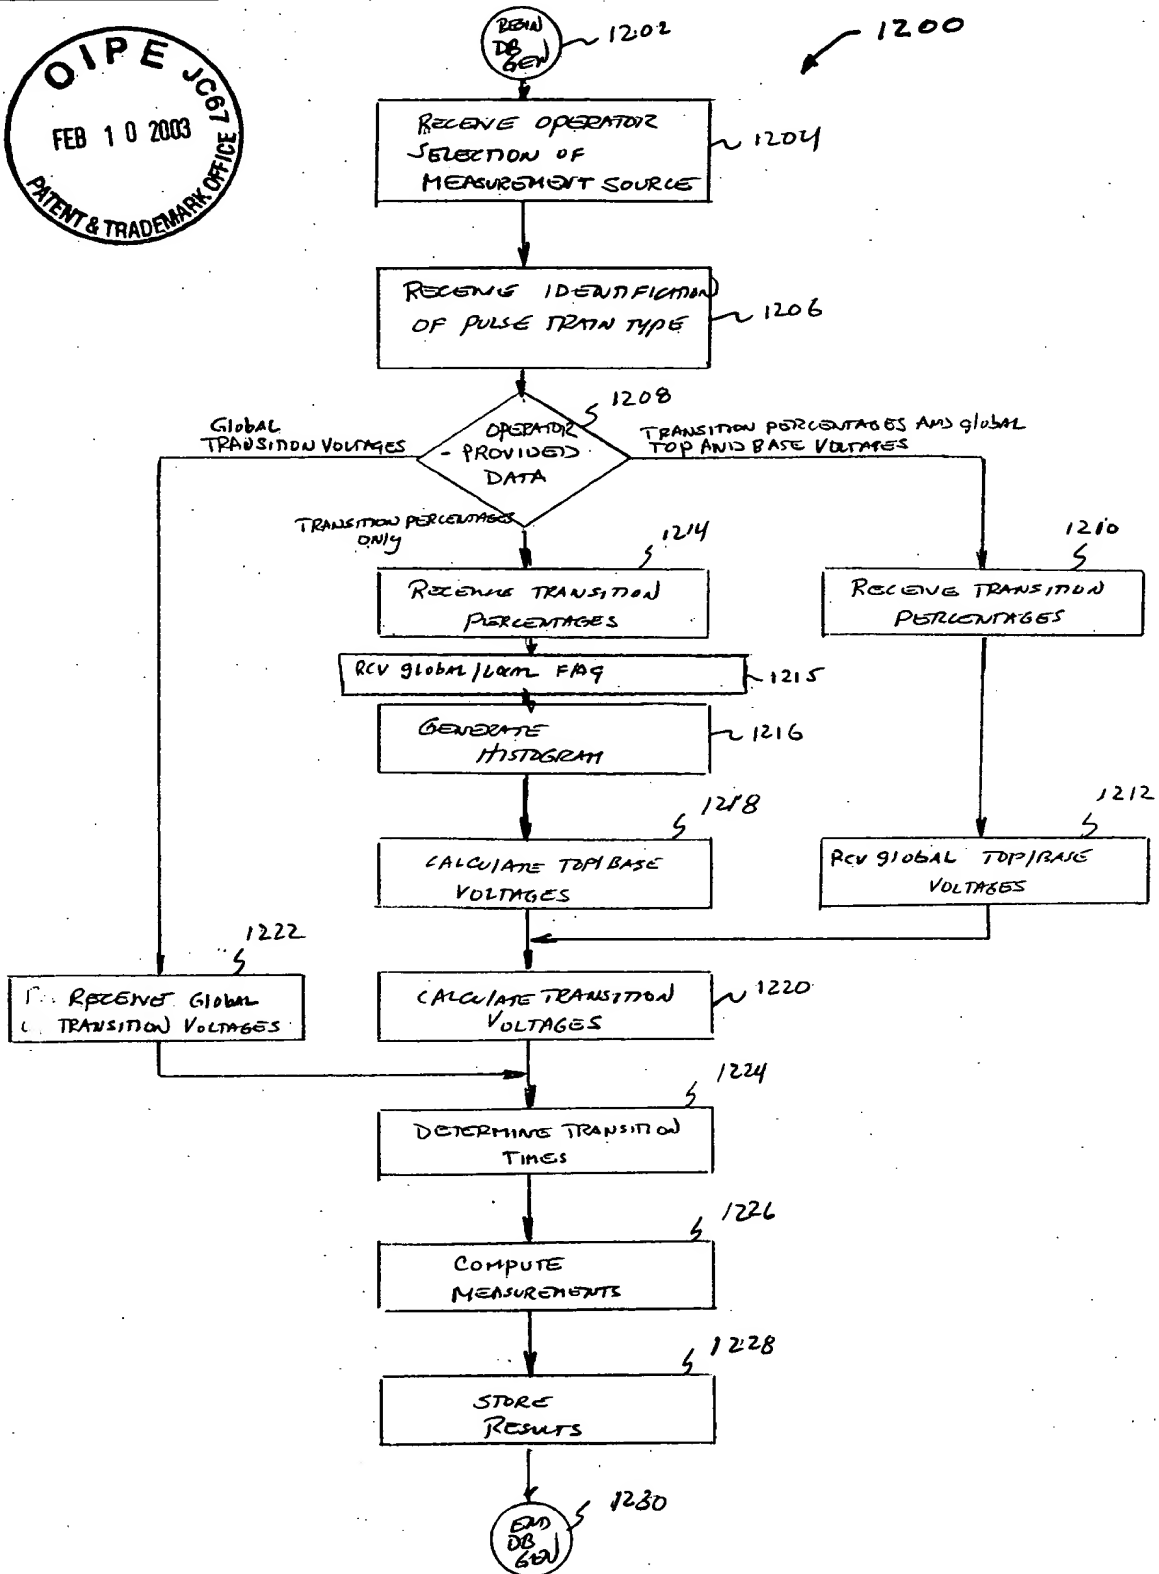 BEGIN
DB
GEN
1202
1200
OIPE JC67
FEB 10 2003
PATENT & TRADEMARK OFFICE
RECEIVE OPERATOR
SELECTION OF
MEASUREMENT SOURCE
1204
RECEIVE IDENTIFICATION
OF PULSE TRAIN TYPE
1206
1208
OPERATOR
- PROVIDED
DATA
Global
TRANSITION VOLTAGES
TRANSITION PERCENTAGES AND global
TOP AND BASE VOLTAGES
TRANSITION PERCENTAGES
ONly
1214
RECEIVE TRANSITION
PERCENTAGES
1210
RECEIVE TRANSITION
PERCENTAGES
RCV global/Local FlAg
1215
GENERATE
HISTOGRAM
1216
1218
CALCULATE TOP/BASE
VOLTAGES
1212
RCV global TOP/BASE
VOLTAGES
1222
RECEIVE Global
TRANSITION VOLTAGES
CALCULATE TRANSITION
VOLTAGES
1220
1224
DETERMINE TRANSITION
TIMES
1226
COMPUTE
MEASUREMENTS
1228
STORE
RESULTS
1230
END
DB
GEN